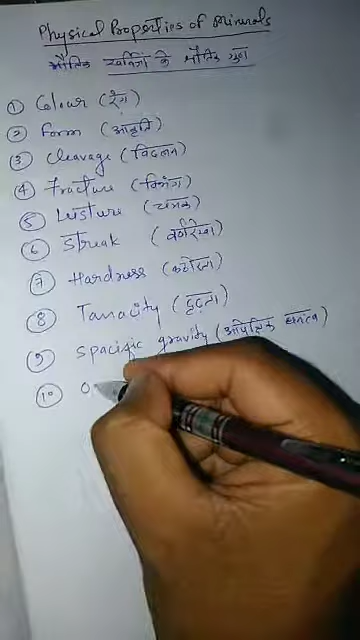 Physical Properties of Minerals
भौतिक खनिजों के भौतिक गुण
① Colour (रंग)
② Form (आकृति)
③ Cleavage (विदलन)
④ Fracture (विभंग)
⑤ Lusture (चमक)
⑥ Streak (वर्णरेखा)
⑦ Hardness (कठोरता)
⑧ Tanacity (दृढ़ता)
⑨ Spacific gravity (आपेक्षिक घनत्व)
⑩ O